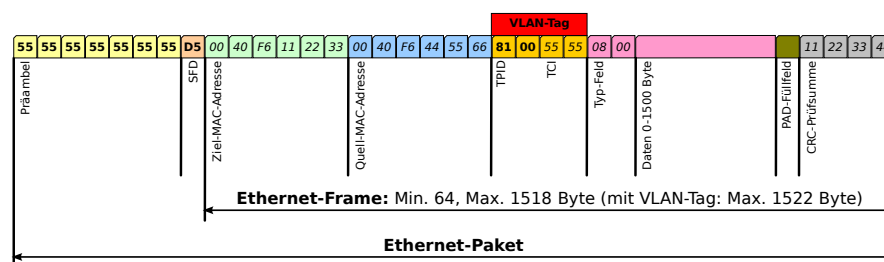 VLAN-Tag
55 55 55 55 55 55 55 D5 00 40 F6 11 22 33 00 40 F6 44 55 66 81 00 55 55 08 00 11 22 33
Präambel
SFD
Ziel-MAC-Adresse
Quell-MAC-Adresse
TPID
TCI
Typ-Feld
Daten 0-1500 Byte
PAD-Füllfeld
CRC-Prüfsumme
Ethernet-Frame: Min. 64, Max. 1518 Byte (mit VLAN-Tag: Max. 1522 Byte)
Ethernet-Paket